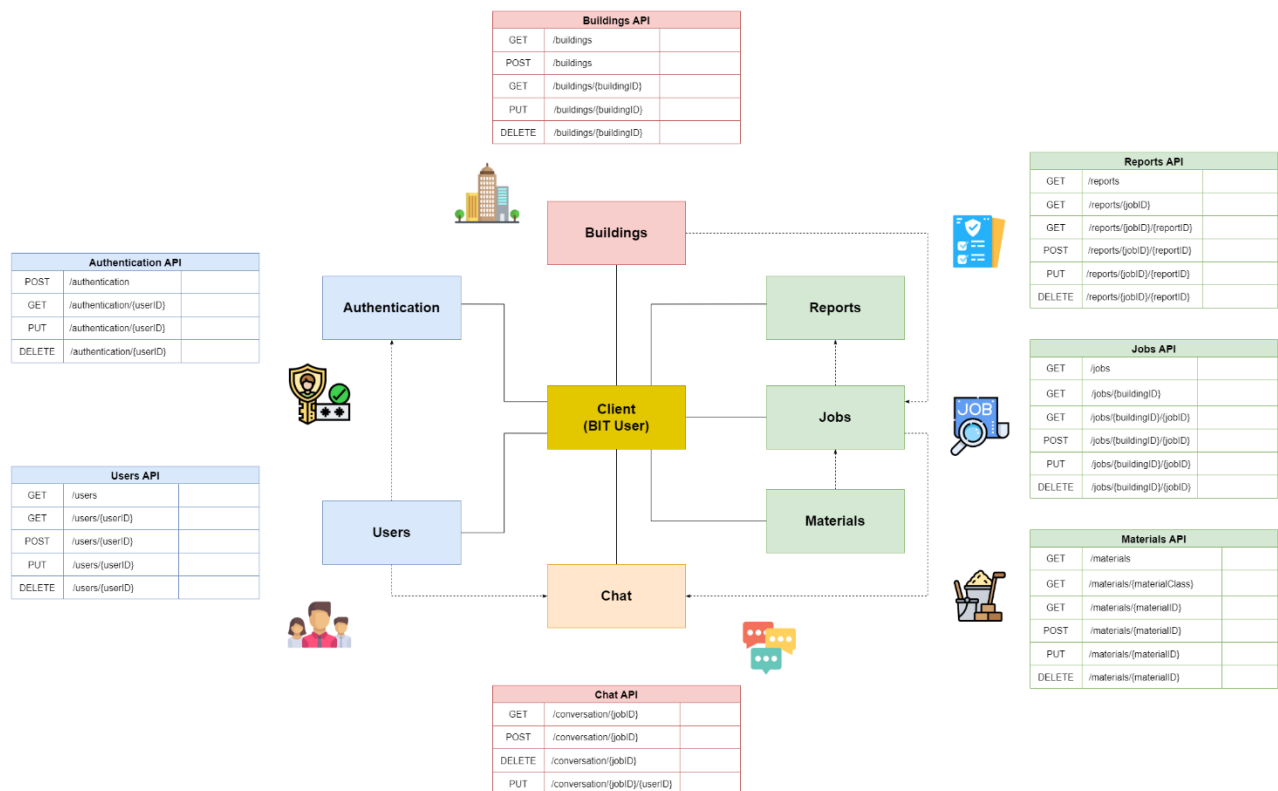 Buildings API
GET /buildings
POST /buildings
GET /buildings/{buildingID}
PUT /buildings/{buildingID}
DELETE /buildings/{buildingID}
Reports API
GET /reports
GET /reports/{jobID}
GET /reports/{jobID}/{reportID}
POST /reports/{jobID}/{reportID}
PUT /reports/{jobID}/{reportID}
DELETE /reports/{jobID}/{reportID}
Buildings
Authentication API
POST /authentication
GET /authentication/{userID}
PUT /authentication/{userID}
DELETE /authentication/{userID}
Authentication
Reports
Jobs API
GET /jobs
GET /jobs/{buildingID}
GET /jobs/{buildingID}/{jobID}
POST /jobs/{buildingID}/{jobID}
PUT /jobs/{buildingID}/{jobID}
DELETE /jobs/{buildingID}/{jobID}
Client
(BIT User)
Jobs
JOB
**
Users API
GET /users
GET /users/{userID}
POST /users/{userID}
PUT /users/{userID}
DELETE /users/{userID}
Users
Materials
Materials API
GET /materials
GET /materials/{materialClass}
GET /materials/{materialID}
POST /materials/{materialID}
PUT /materials/{materialID}
DELETE /materials/{materialID}
Chat
Chat API
GET /conversation/{jobID}
POST /conversation/{jobID}
DELETE /conversation/{jobID}
PUT /conversation/{jobID}/{userID}